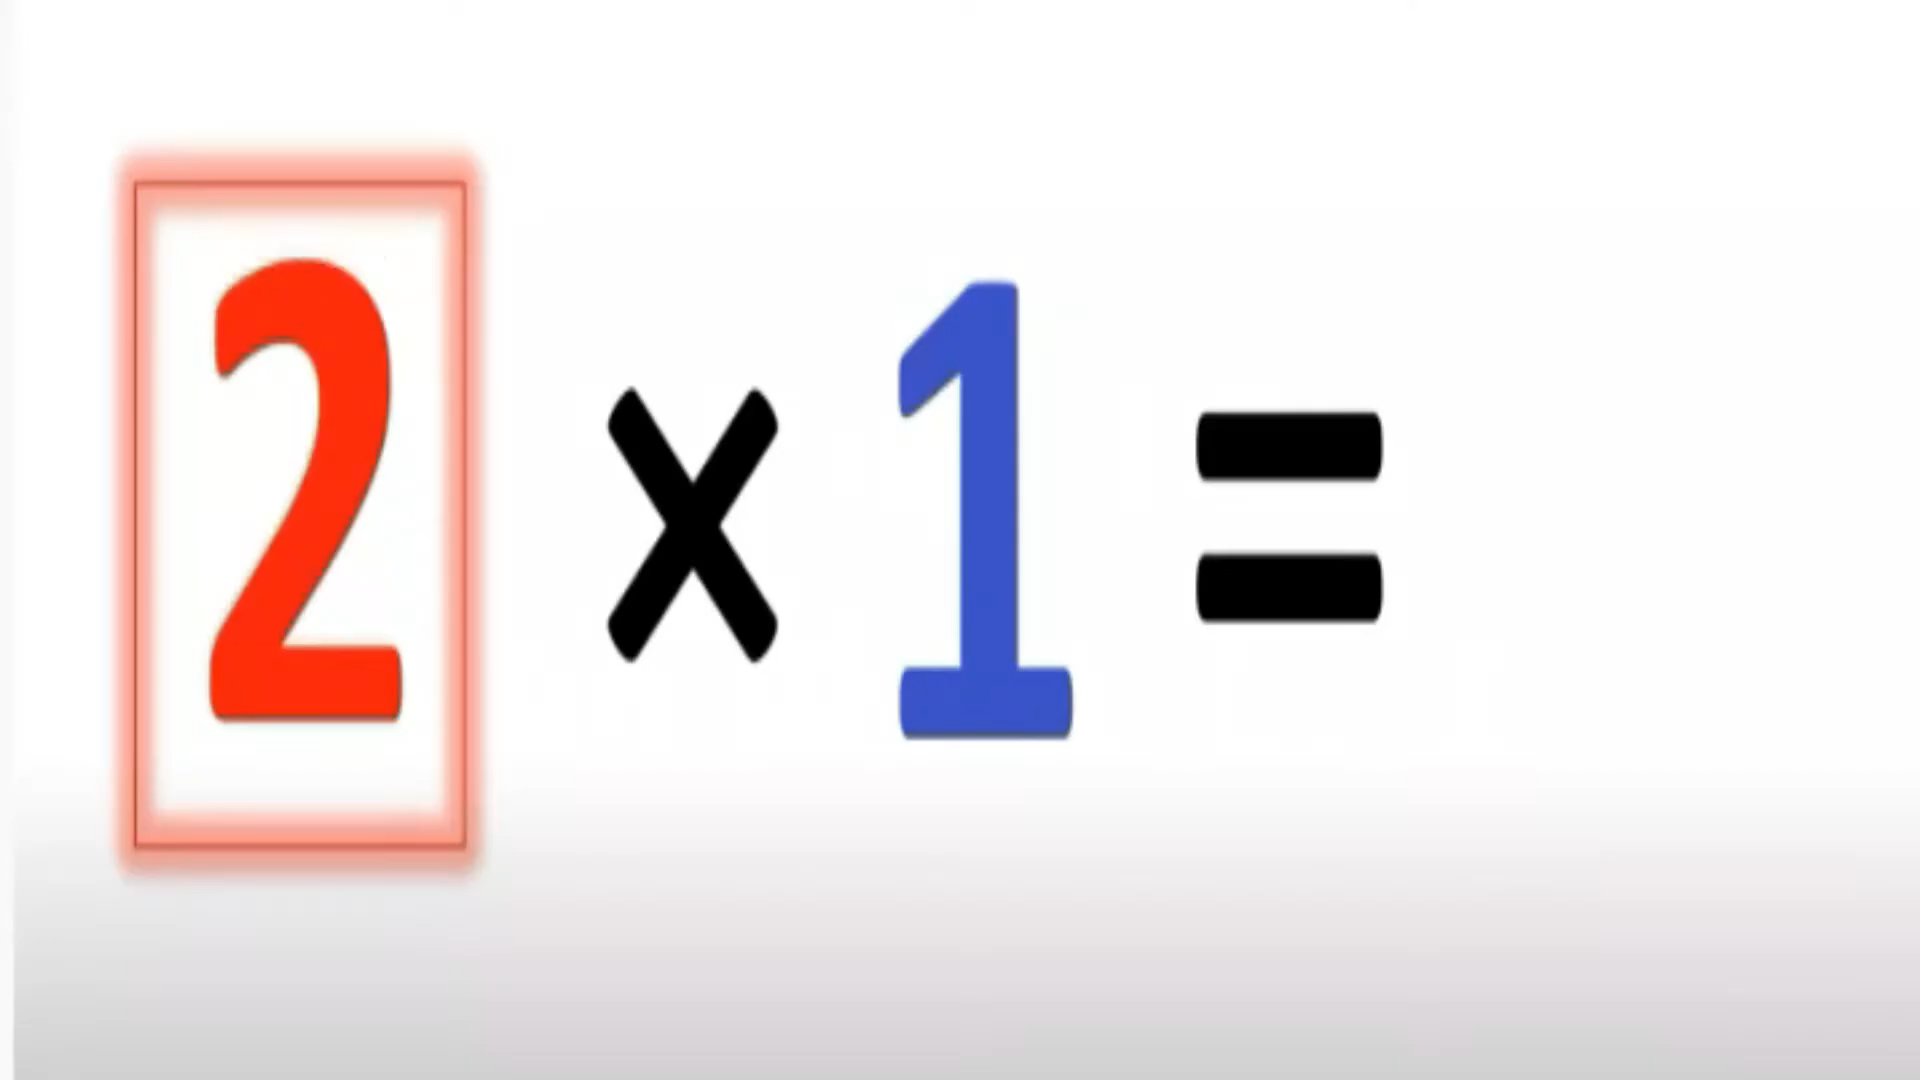 2 x 1 =